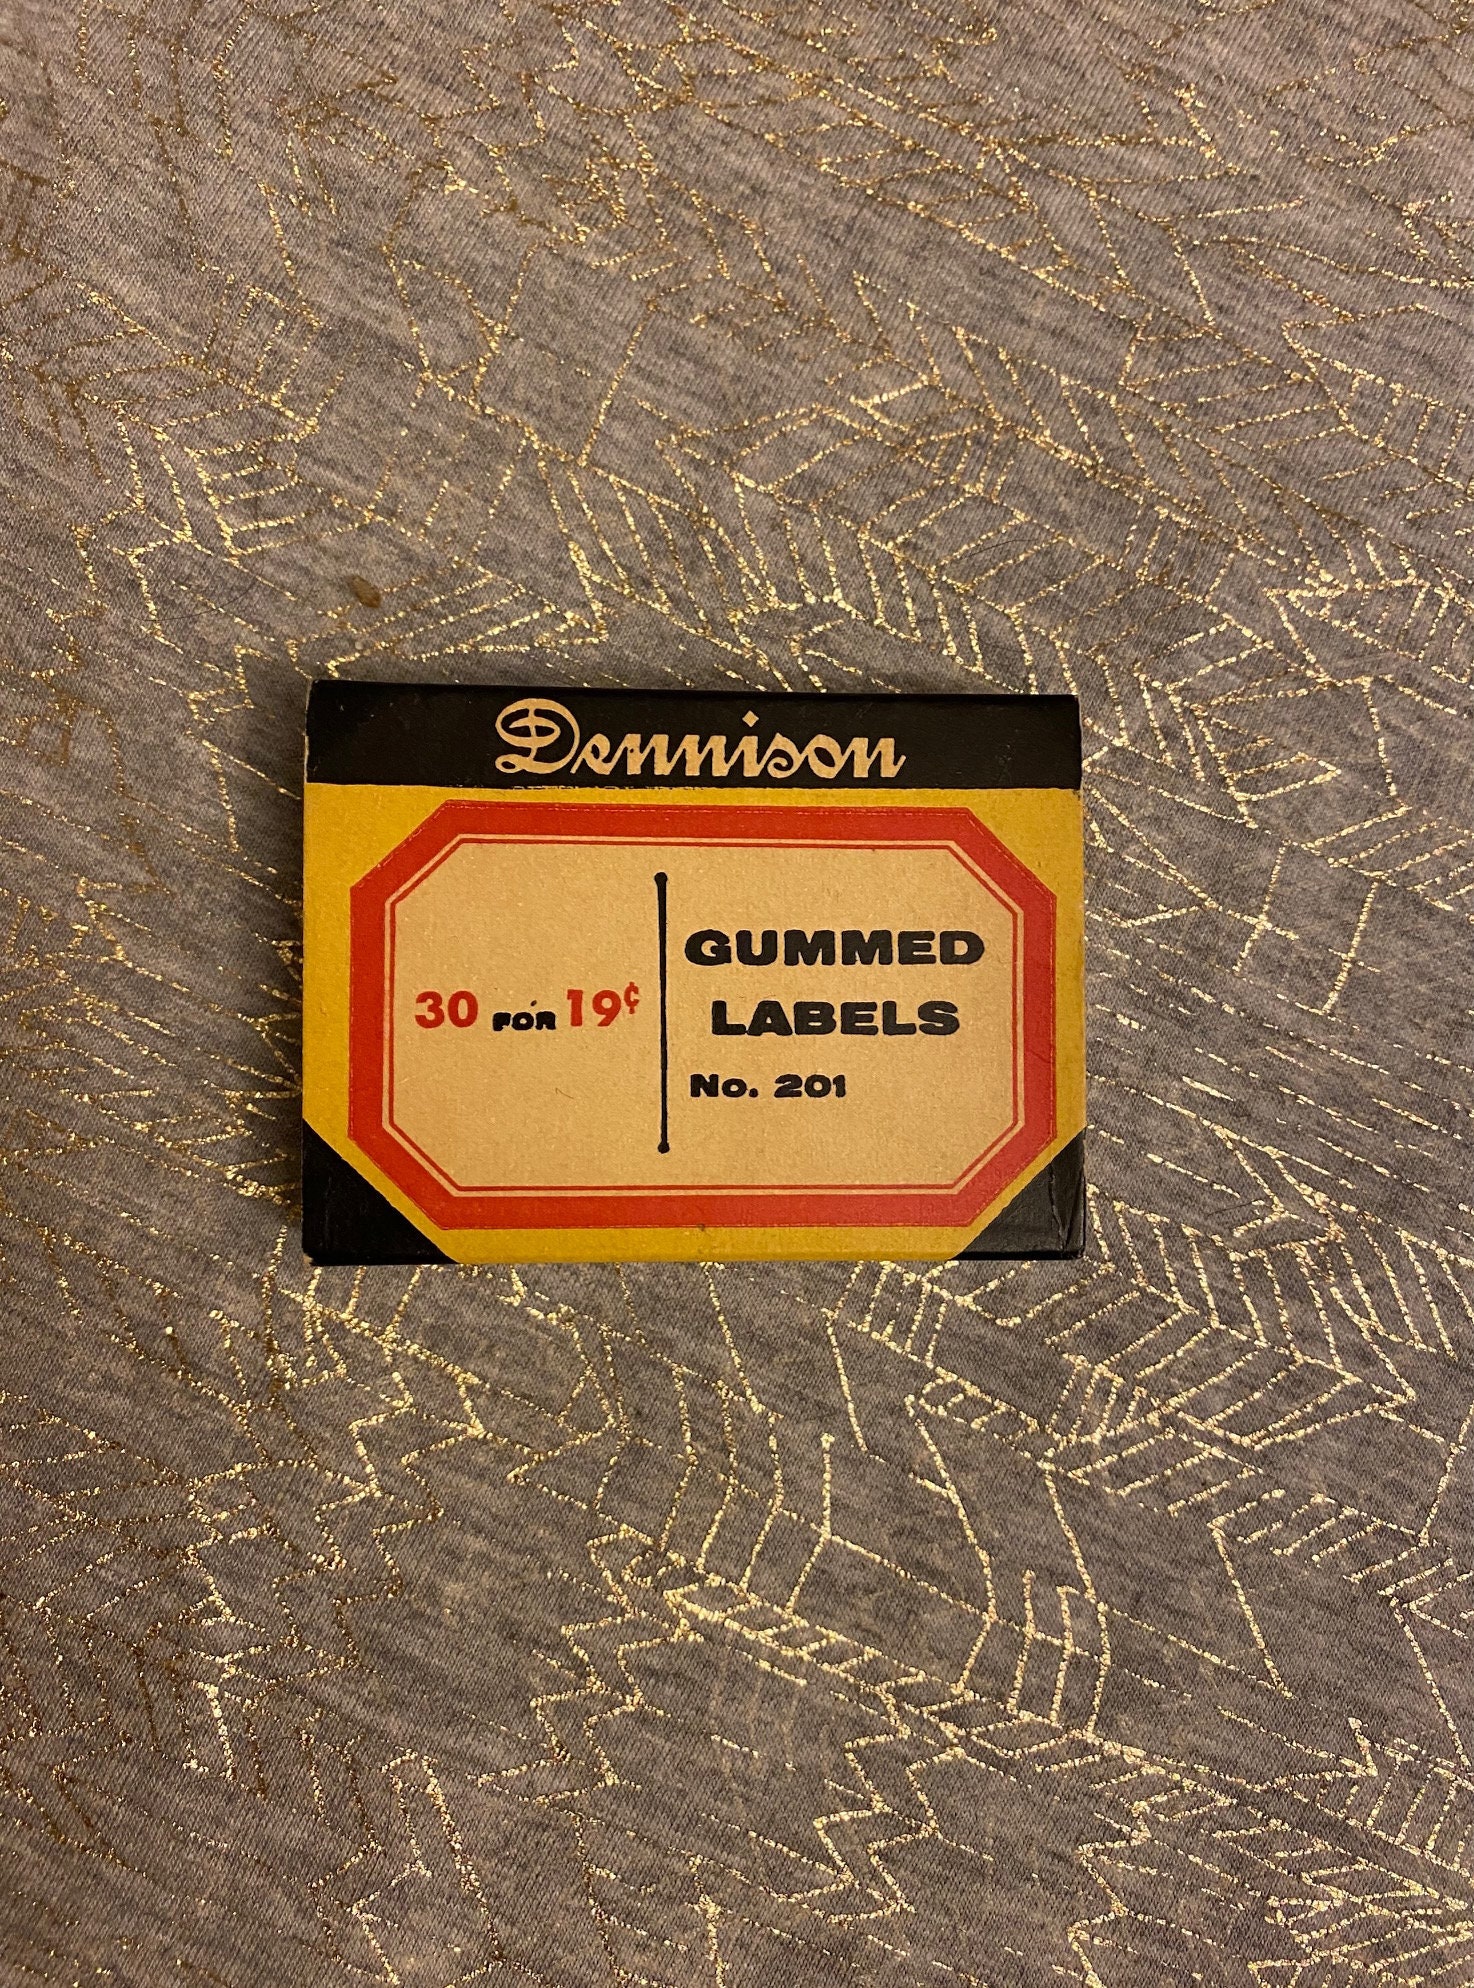 Dennison
30 FOR 19¢
GUMMED
LABELS
No. 201